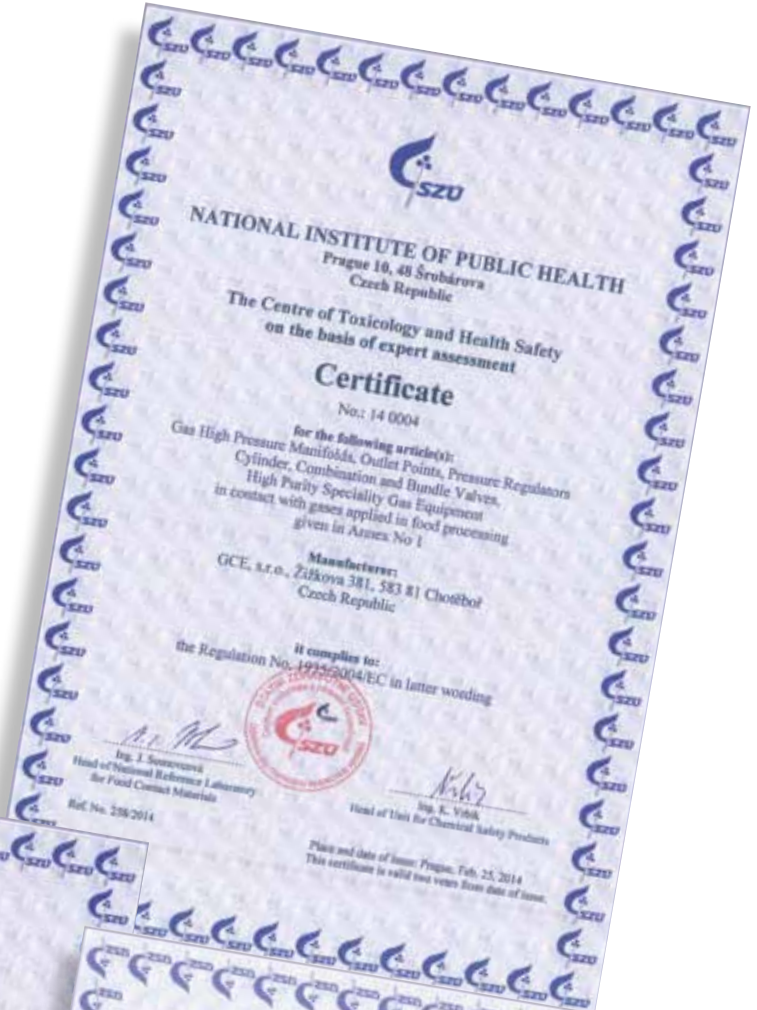 SZU
NATIONAL INSTITUTE OF PUBLIC HEALTH
Prague 10, 48 Šrobárova
Czech Republic
The Centre of Toxicology and Health Safety
on the basis of expert assessment
Certificate
No.: 14 0004
for the following article(s):
Gas High Pressure Manifolds, Outlet Points, Pressure Regulators
Cylinder, Combination and Bundle Valves,
High Purity Speciality Gas Equipment
in contact with gases applied in food processing
given in Annex No 1
Manufacturer:
GCE, s.r.o., Žižkova 381, 583 81 Chotěboř
Czech Republic
it complies to:
the Regulation No. 1935/2004/EC in latter wording
SZU
Ing. J.
Head of National Reference Laboratory
for Food Contact Materials
Ref. No. 258/2014
Ing. K. Vrbík
Head of Unit for Chemical Safety Products
Place and date of issue: Prague, Feb. 25, 2014
This certificate is valid two years from date of issue.